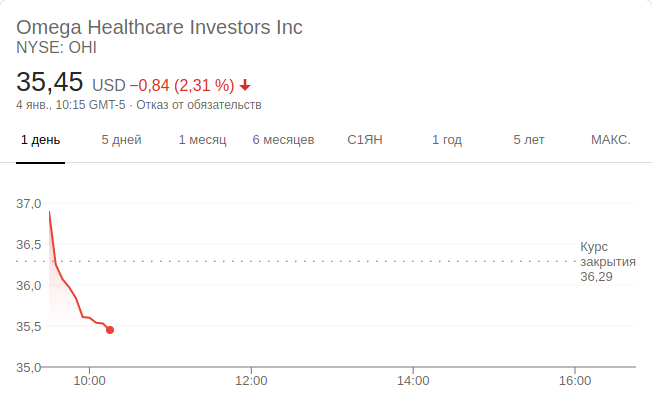 Omega Healthcare Investors Inc
NYSE: OHI
35,45 USD −0,84 (2,31 %)
4 янв., 10:15 GMT-5 · Отказ от обязательств
1 день 5 дней 1 месяц 6 месяцев С1ЯН 1 год 5 лет МАКС.
37,0
36,5
36,0
35,5
35,0
Курс
закрытия
36,29
10:00 12:00 14:00 16:00